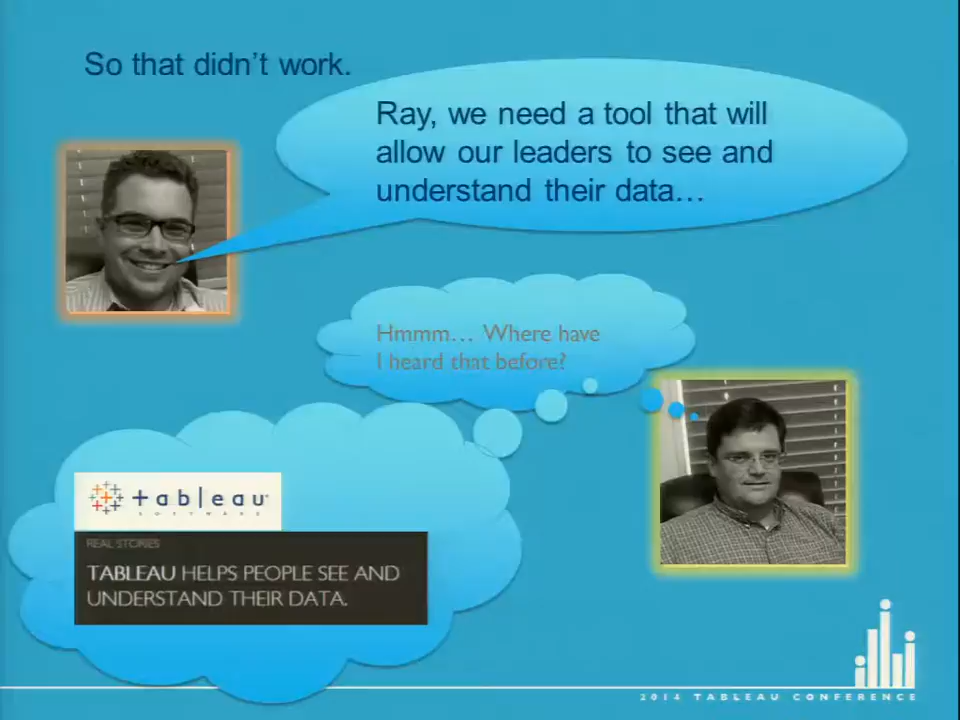 So that didn't work.
Ray, we need a tool that will
allow our leaders to see and
understand their data…
Hmmm… Where have
I heard that before?
tableau
SOFTWARE
REAL STORIES
TABLEAU HELPS PEOPLE SEE AND
UNDERSTAND THEIR DATA.
2014 TABLEAU CONFERENCE